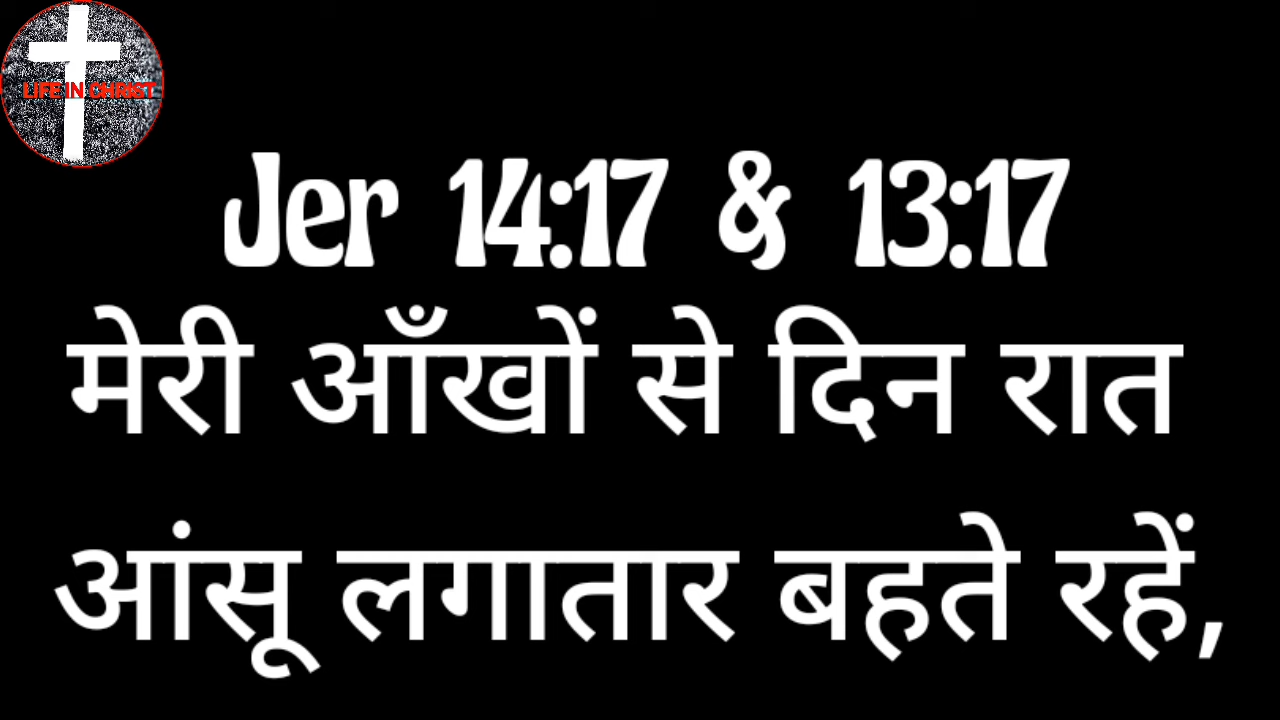 LIFE IN CHRIST
Jer 14:17 & 13:17
मेरी आँखों से दिन रात
आंसू लगातार बहते रहें,